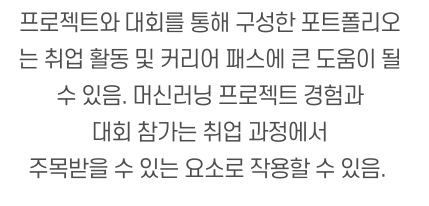 프로젝트와 대회를 통해 구성한 포트폴리오
는 취업 활동 및 커리어 패스에 큰 도움이 될
수 있음. 머신러닝 프로젝트 경험과
대회 참가는 취업 과정에서
주목받을 수 있는 요소로 작용할 수 있음.